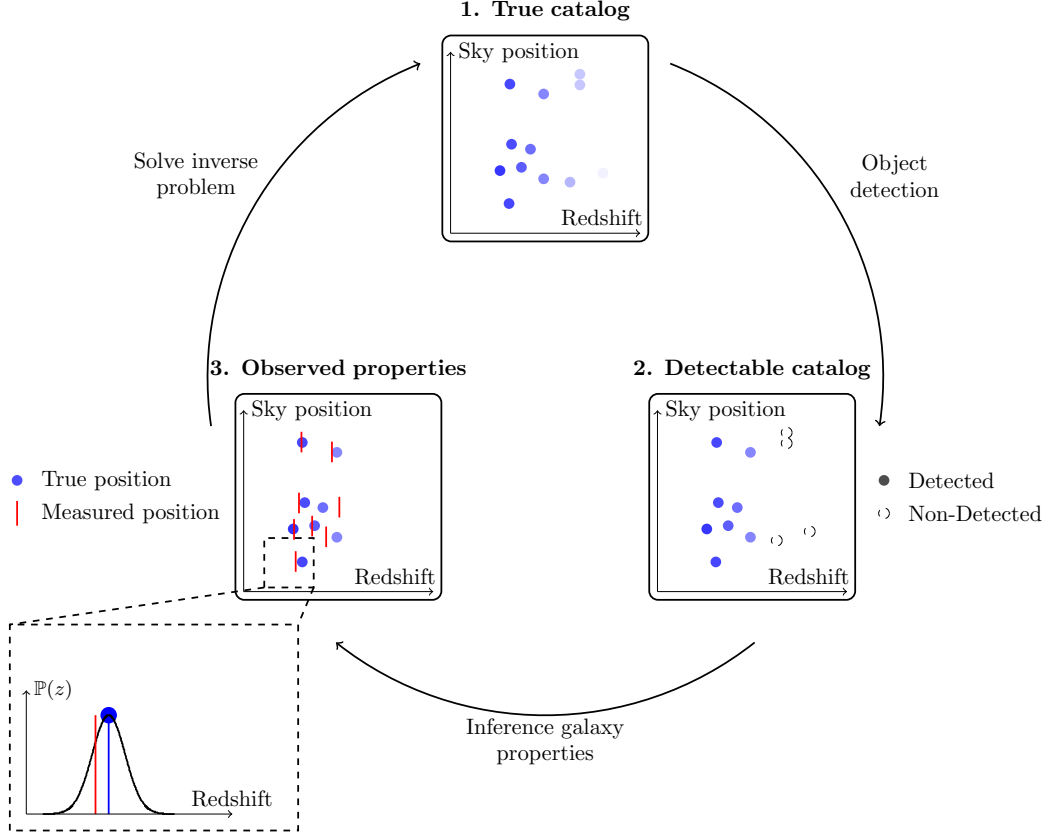 1. True catalog
Sky position
Redshift
Solve inverse
problem
Object
detection
3. Observed properties
Sky position
Redshift
True position
Measured position
2. Detectable catalog
Sky position
Redshift
Detected
Non-Detected
Inference galaxy
properties
ℙ(z)
Redshift